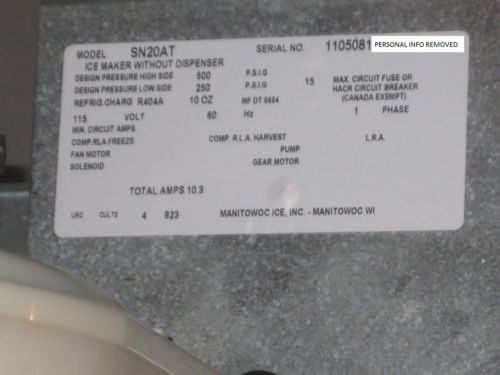 MODEL SN20AT SERIAL NO. 1105081 PERSONAL INFO REMOVED
ICE MAKER WITHOUT DISPENSER
DESIGN PRESSURE HIGH SIDE 500 P.S.I.G 15 MAX. CIRCUIT FUSE OR
DESIGN PRESSURE LOW SIDE 250 P.S.I.G HACR CIRCUIT BREAKER
REFRIG.CHARG R404A 10 OZ MF DT 0604 (CANADA EXEMPT)
115 VOLT 60 Hz 1 PHASE
MIN. CIRCUIT AMPS.
COMP.RLA FREEZE COMP. R.L.A. HARVEST L.R.A.
FAN MOTOR PUMP
SOLENOID GEAR MOTOR
TOTAL AMPS 10.3
URC CULT2 4 823 MANITOWOC ICE, INC. - MANITOWOC WI